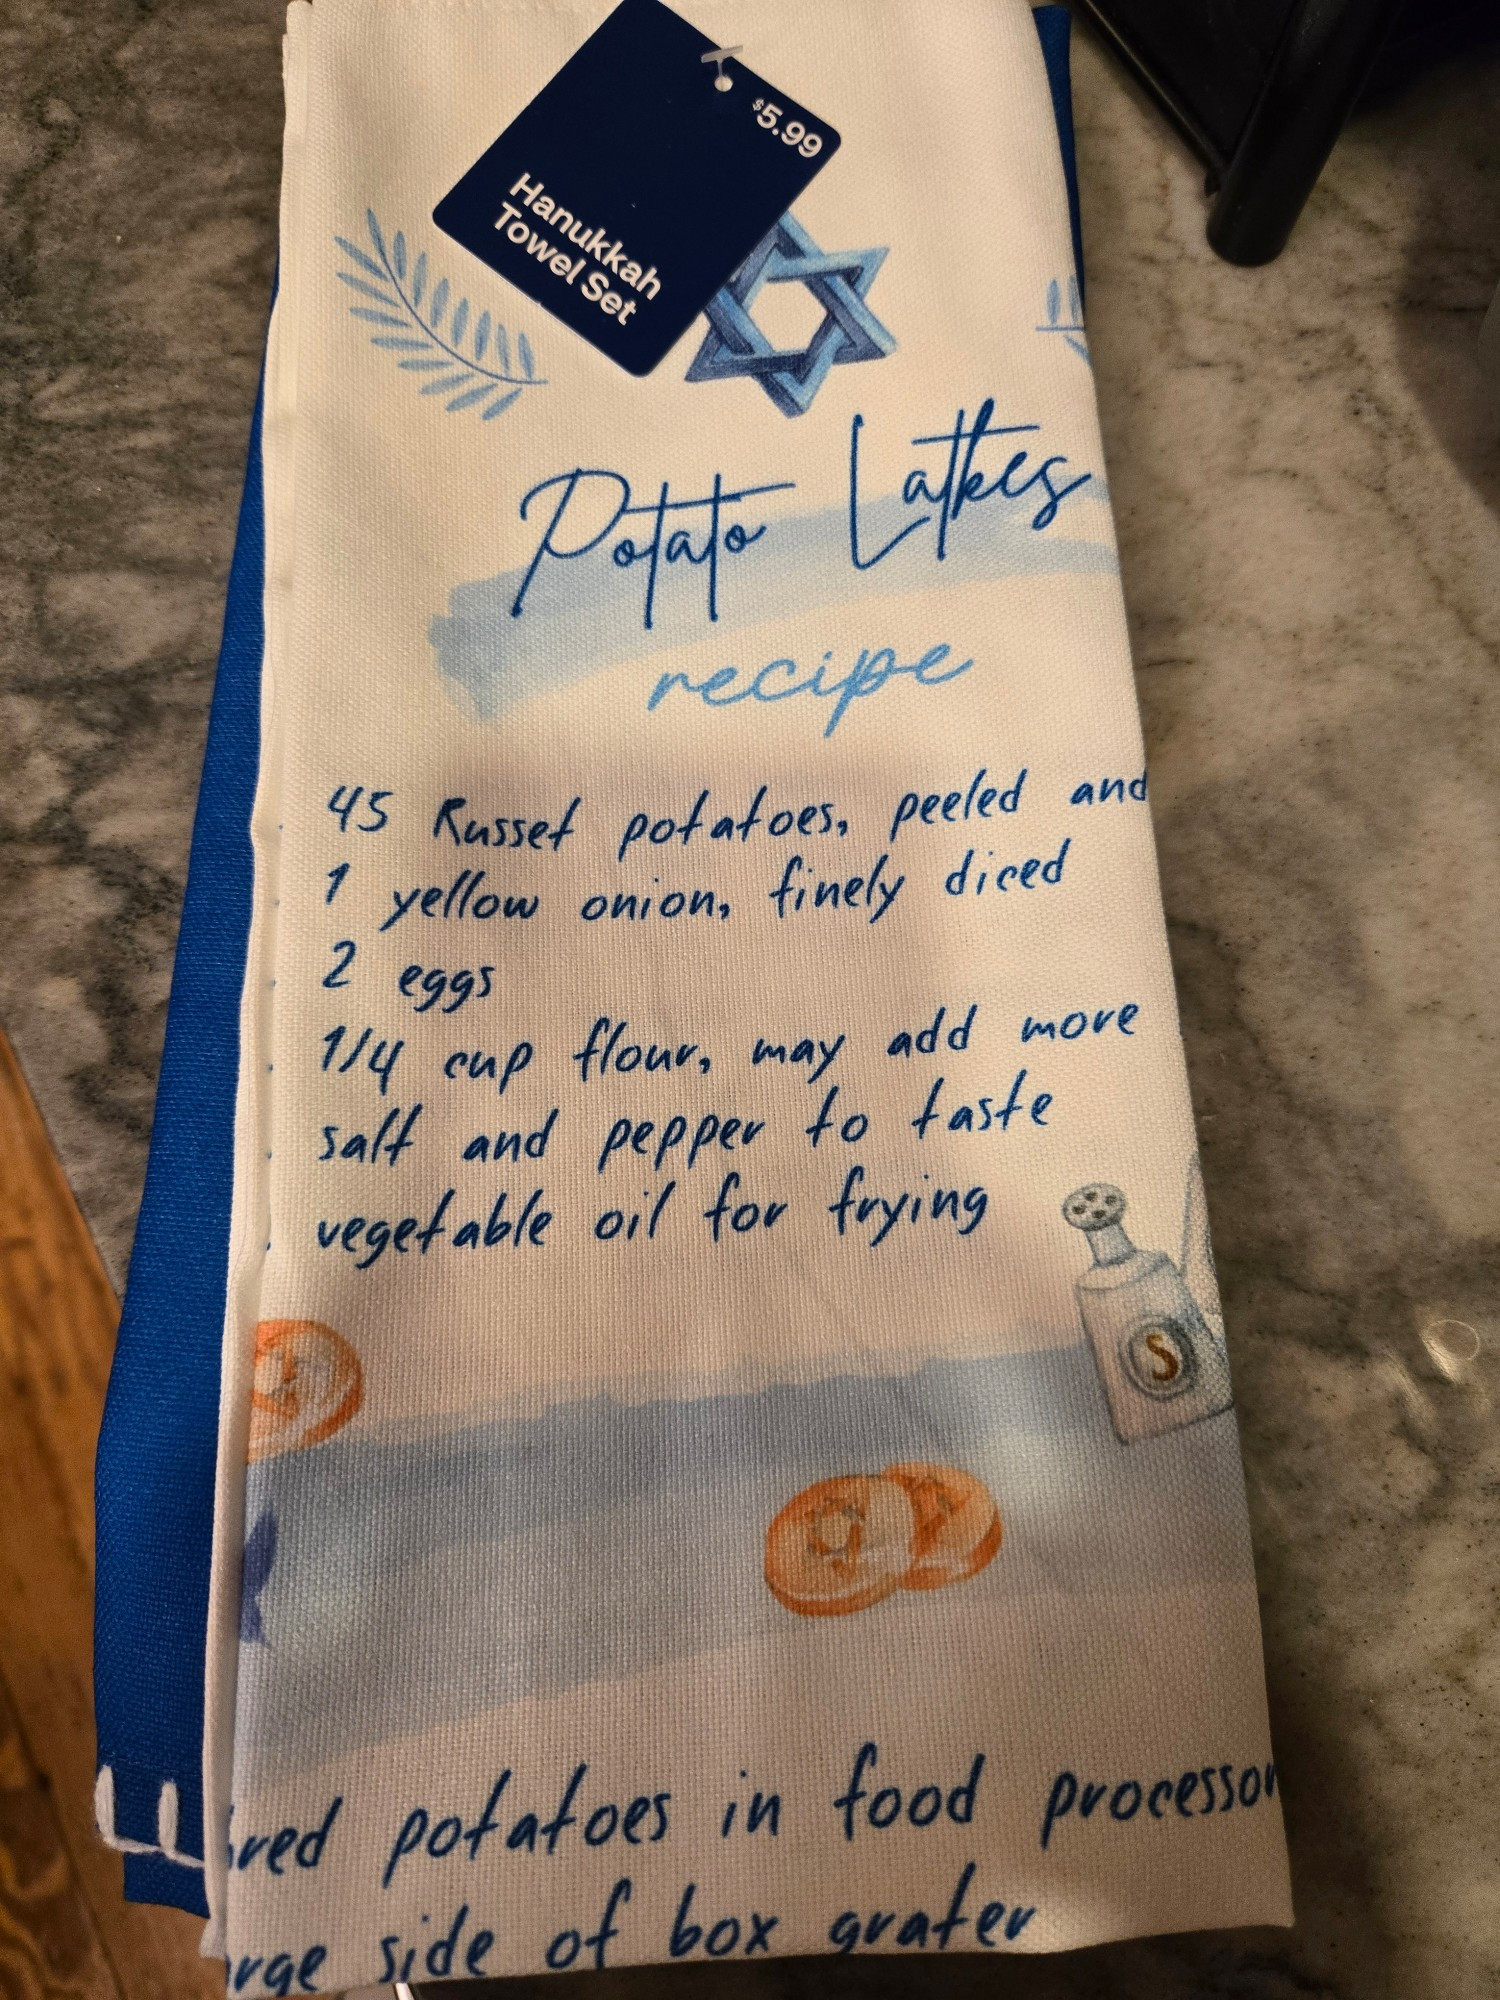 $5.99
Hanukkah
Towel Set
Potato Latkes
recipe
45 Russet potatoes, peeled and
1 yellow onion, finely diced
2 eggs
1/4 cup flour, may add more
salt and pepper to taste
vegetable oil for frying
S
potatoes in food processor
side of box grater